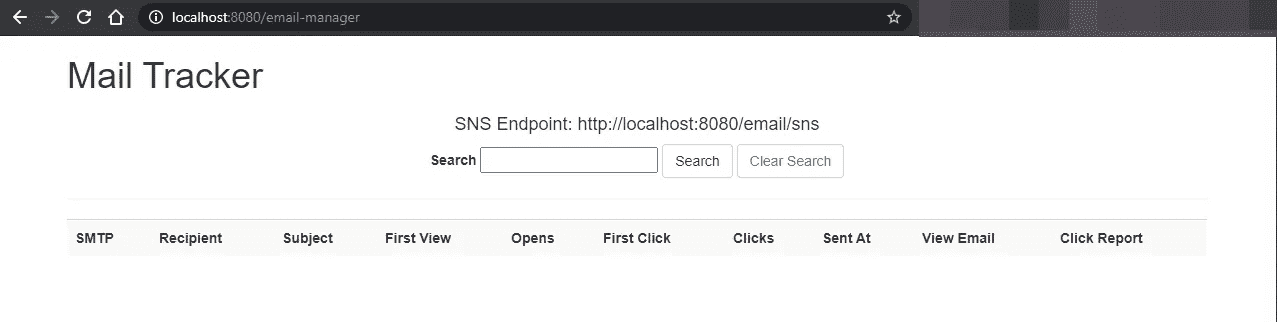 localhost:8080/email-manager
Mail Tracker
SNS Endpoint: http://localhost:8080/email/sns
Search Search Clear Search
SMTP Recipient Subject First View Opens First Click Clicks Sent At View Email Click Report